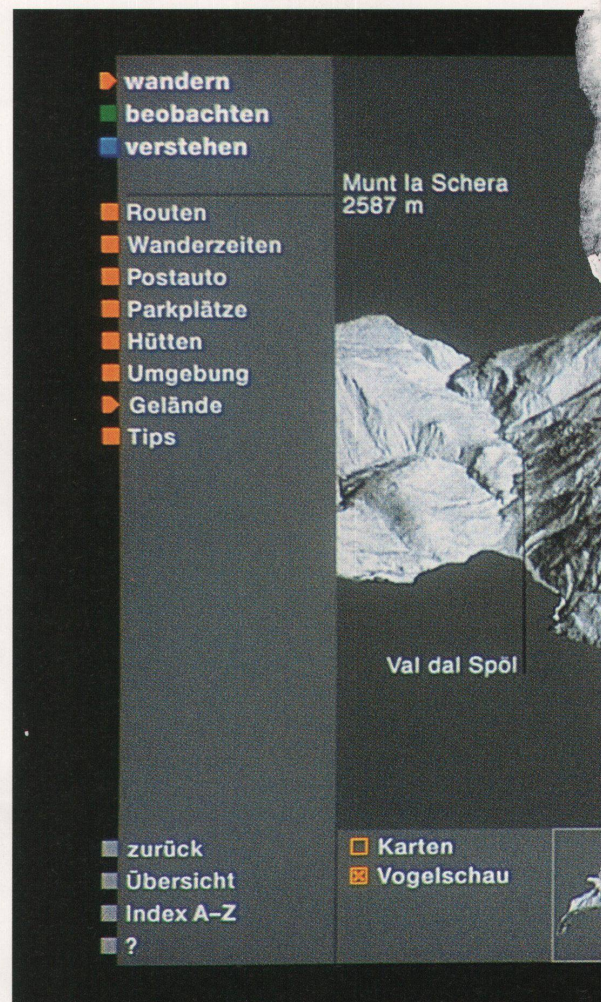 wandern
beobachten
verstehen
Munt la Schera
2587 m
Routen
Wanderzeiten
Postauto
Parkplätze
Hütten
Umgebung
Gelände
Tips
Val dal Spöl
zurück
Übersicht
Index A–Z
?
Karten
Vogelschau